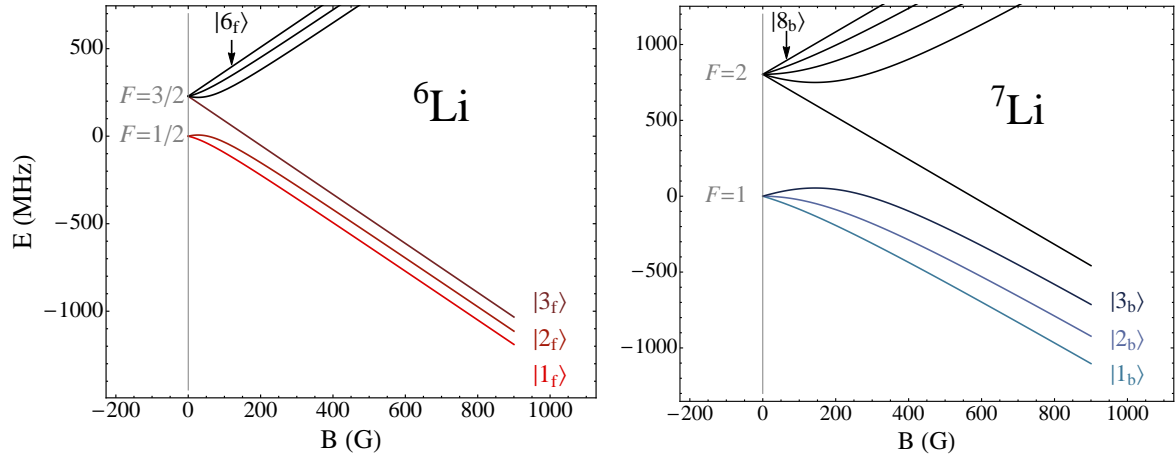 |6f⟩
500
F=3/2
⁶Li
F=1/2
0
E (MHz)
−500
−1000
|3f⟩
|2f⟩
|1f⟩
−200 0 200 400 600 800 1000
B (G)
|8b⟩
1000
F=2
⁷Li
500
F=1
0
−500
|3b⟩
|2b⟩
−1000
|1b⟩
−200 0 200 400 600 800 1000
B (G)